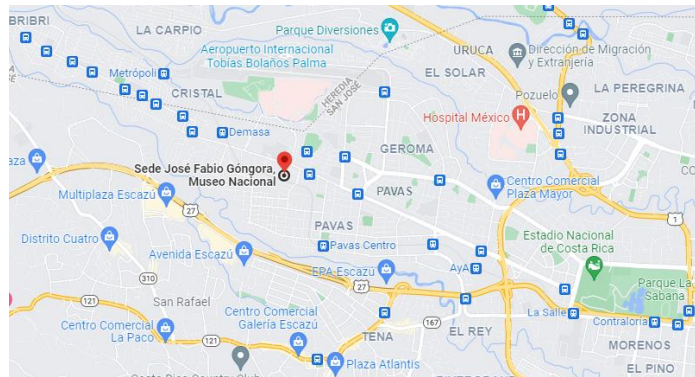 BRIBRI
LA CARPIO
Parque Diversiones
Aeropuerto Internacional
Tobías Bolaños Palma
URUCA
Dirección de Migración
y Extranjería
EL SOLAR
Metrópoli
CRISTAL
HEREDIA
SAN JOSÉ
Pozuelo
LA PEREGRINA
Hospital México
ZONA
INDUSTRIAL
Demasa
GEROMA
Sede José Fabio Góngora,
Museo Nacional
Multiplaza Escazú
27
PAVAS
Centro Comercial
Plaza Mayor
1
PAVAS
Estadio Nacional
de Costa Rica
Distrito Cuatro
Avenida Escazú
Pavas Centro
AyA
EPA Escazú
27
Parque La
Sabana
310
121
San Rafael
Centro Comercial
La Paco
121
Centro Comercial
Galería Escazú
167
La Salle
Contraloría
TENA
EL REY
MORENOS
Plaza Atlantis
EL PINO